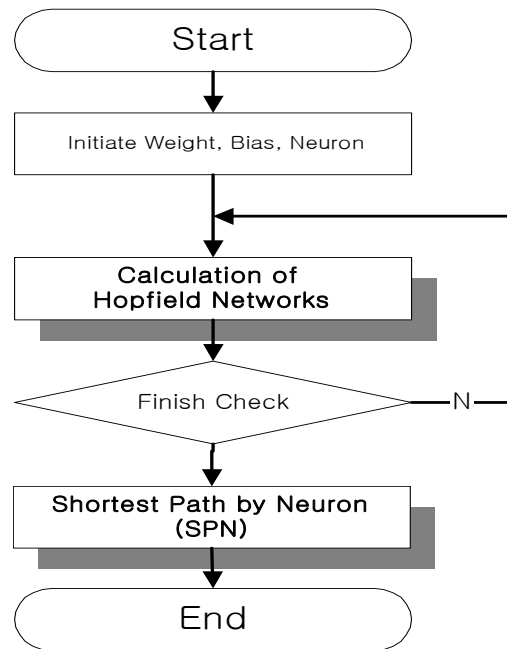 Start
Initiate Weight, Bias, Neuron
Calculation of
Hopfield Networks
Finish Check
N
Shortest Path by Neuron
(SPN)
End